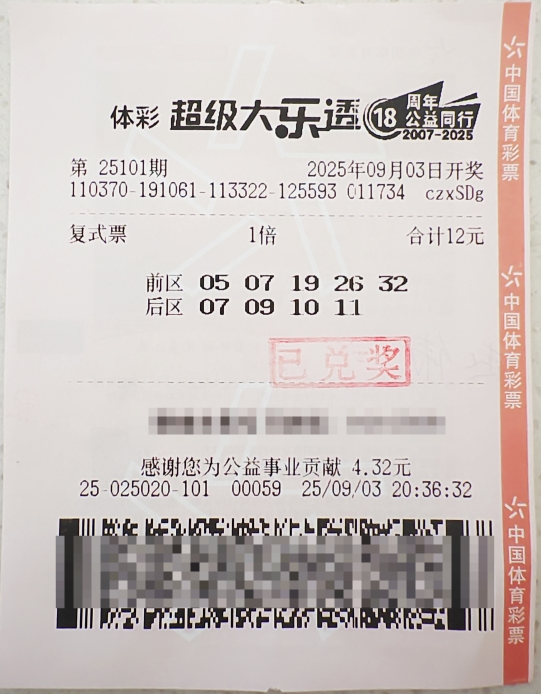 体彩 超级大乐透 18 周年 公益同行 2007-2025
第 25101期 2025年09月03日开奖
110370-191061-113322-125593 011734 czxSDg
复式票 1倍 合计12元
前区 05 07 19 26 32
后区 07 09 10 11
已兑奖
感谢您为公益事业贡献 4.32元
25-025020-101 00059 25/09/03 20:36:32
中国体育彩票
中国体育彩票
中国体育彩票